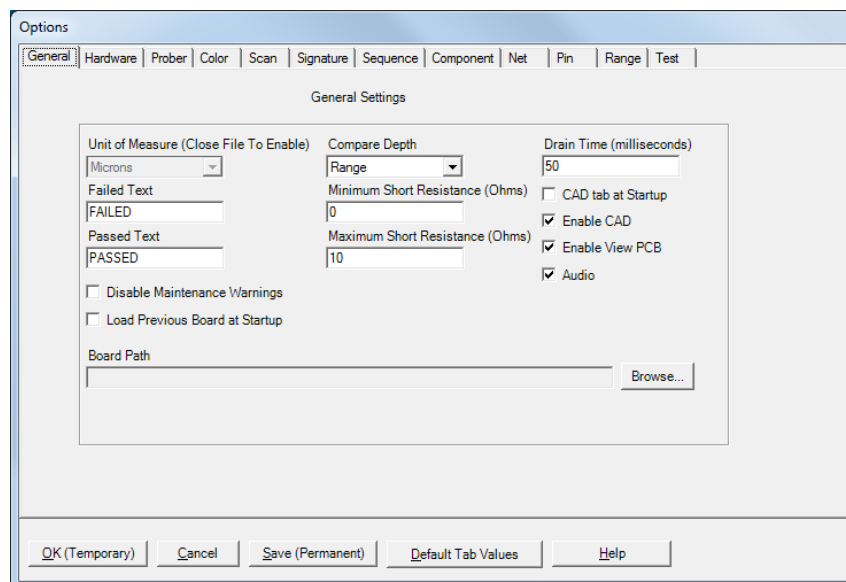 Options
General Hardware Prober Color Scan Signature Sequence Component Net Pin Range Test
General Settings
Unit of Measure (Close File To Enable)
Microns
Failed Text
FAILED
Passed Text
PASSED
Disable Maintenance Warnings
Load Previous Board at Startup
Compare Depth
Range
Minimum Short Resistance (Ohms)
0
Maximum Short Resistance (Ohms)
10
Drain Time (milliseconds)
50
CAD tab at Startup
Enable CAD
Enable View PCB
Audio
Board Path
Browse...
OK (Temporary) Cancel Save (Permanent) Default Tab Values Help